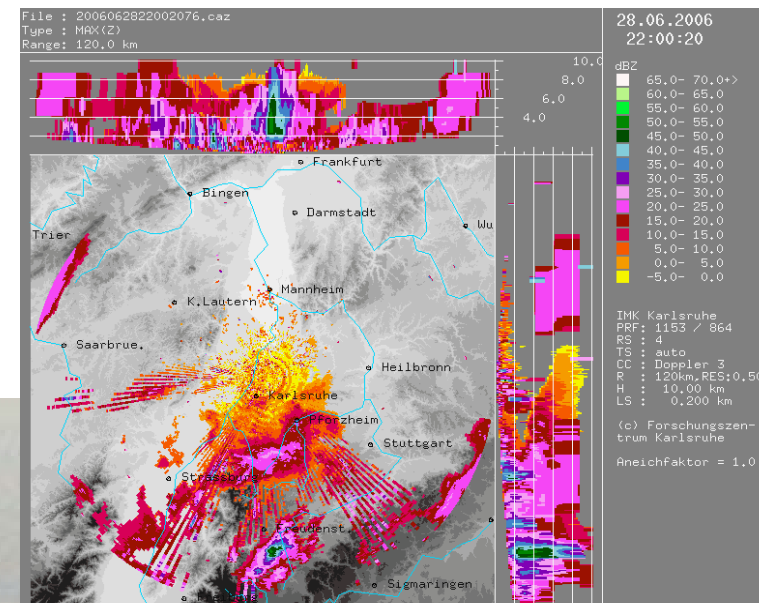 File : 2006062822002076.caz
Type : MAX(Z)
Range: 120.0 km
28.06.2006
22:00:20
10.0
8.0
6.0
4.0
dBZ
65.0- 70.0+>
60.0- 65.0
55.0- 60.0
50.0- 55.0
45.0- 50.0
40.0- 45.0
35.0- 40.0
30.0- 35.0
25.0- 30.0
20.0- 25.0
15.0- 20.0
10.0- 15.0
5.0- 10.0
0.0- 5.0
-5.0- 0.0
Frankfurt
Bingen
Darmstadt
Wu
Trier
Mannheim
K.Lautern
Saarbrue.
Heilbronn
Karlsruhe
Pforzheim
Stuttgart
Strassburg
Freudenst.
Sigmaringen
IMK Karlsruhe
PRF: 1153 / 864
RS : 4
TS : auto
CC : Doppler 3
R : 120km,RES:0.50
H : 10.00 km
LS : 0.200 km
(c) Forschungszen-
trum Karlsruhe
Aneichfaktor = 1.0